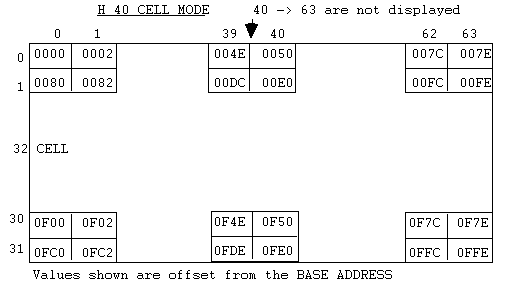 H 40 CELL MODE 40 -> 63 are not displayed
0 1 39 40 62 63
0 0000 0002 004E 0050 007C 007E
1 0080 0082 00DC 00E0 00FC 00FE
32 CELL
30 0F00 0F02 0F4E 0F50 0F7C 0F7E
31 0FC0 0FC2 0FDE 0FE0 0FFC 0FFE
Values shown are offset from the BASE ADDRESS